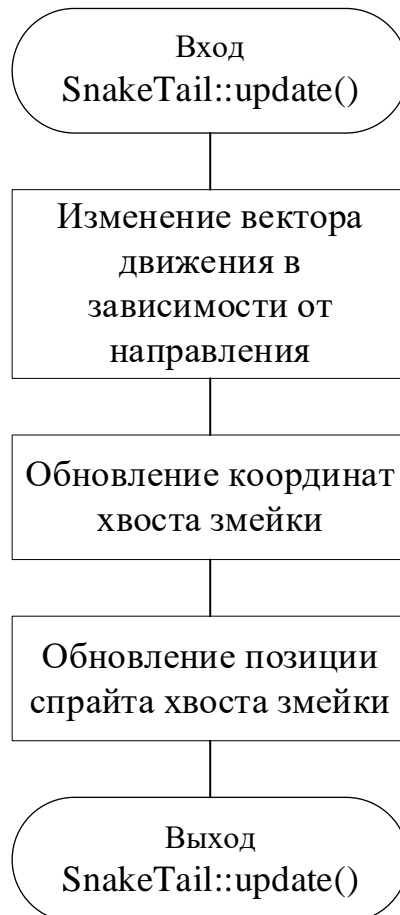 Вход
SnakeTail::update()
Изменение вектора
движения в
зависимости от
направления
Обновление координат
хвоста змейки
Обновление позиции
спрайта хвоста змейки
Выход
SnakeTail::update()